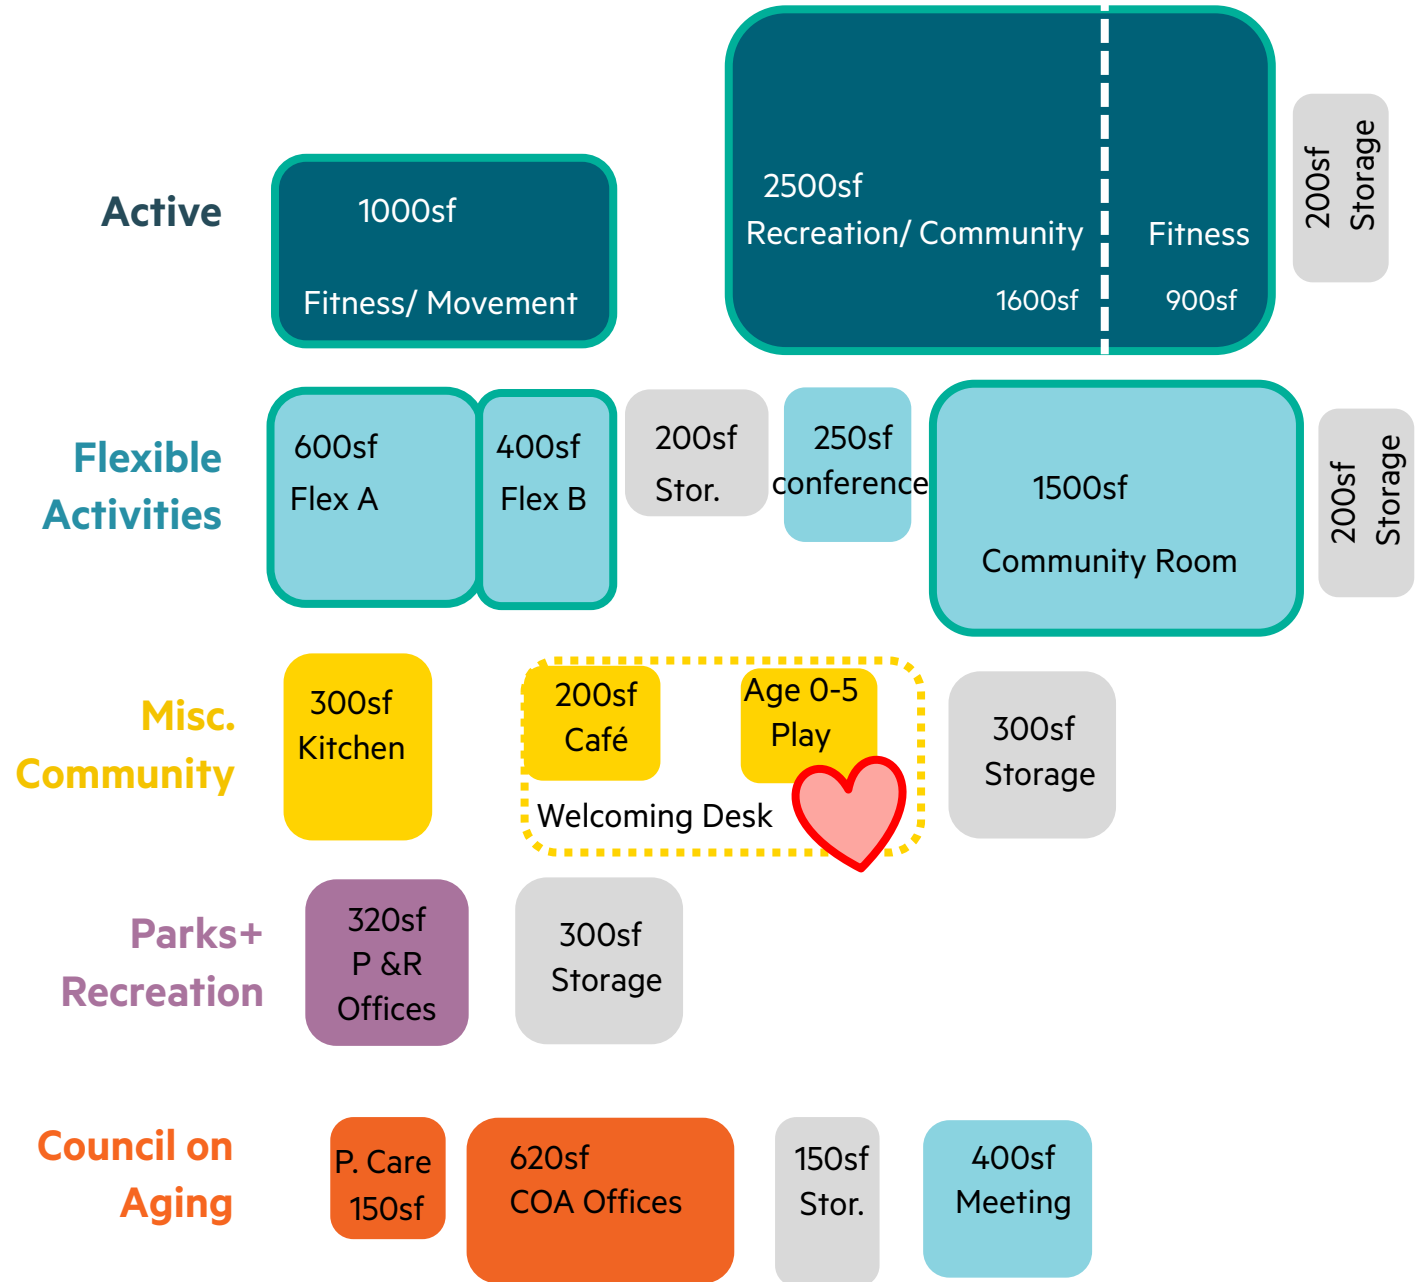 Active
1000sf
Fitness/ Movement
2500sf
Recreation/ Community
1600sf
Fitness
900sf
200sf
Storage
Flexible
Activities
600sf
Flex A
400sf
Flex B
200sf
Stor.
250sf
conference
1500sf
Community Room
200sf
Storage
Misc.
Community
300sf
Kitchen
200sf
Café
Age 0-5
Play
Welcoming Desk
300sf
Storage
Parks+
Recreation
320sf
P &R
Offices
300sf
Storage
Council on
Aging
P. Care
150sf
620sf
COA Offices
150sf
Stor.
400sf
Meeting